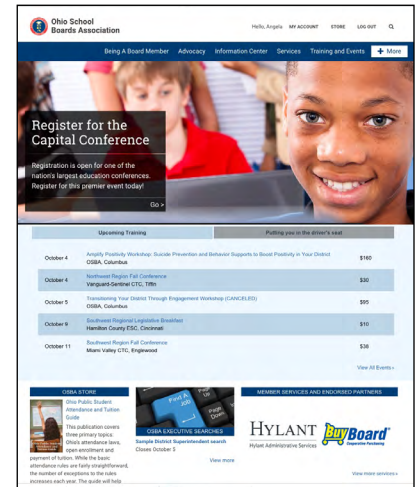 Ohio School
Boards Association
Hello, Angela MY ACCOUNT STORE LOG OUT
Being A Board Member Advocacy Information Center Services Training and Events + More
Register for the
Capital Conference
Registration is open for one of the
nation's largest education conferences.
Register for this premier event today!
Go >
Upcoming Training Putting you in the driver's seat
October 4 Amplify Positivity Workshop: Suicide Prevention and Behavior Supports to Boost Positivity in Your District $160
OSBA, Columbus
October 4 Northwest Region Fall Conference $30
Vanguard-Sentinel CTC, Tiffin
October 5 Transitioning Your District Through Engagement Workshop (CANCELED) $95
OSBA, Columbus
October 9 Southwest Regional Legislative Breakfast $10
Hamilton County ESC, Cincinnati
October 11 Southwest Region Fall Conference $38
Miami Valley CTC, Englewood
View All Events »
OSBA STORE
Ohio Public Student
Attendance and Tuition
Guide
This publication covers
three primary topics:
Ohio's attendance laws,
open enrollment and
payment of tuition. While the basic
attendance rules are fairly straightforward,
the number of exceptions to the rules
increases each year. The guide will help
Find A
Job
Page
Up
Page
Down
OSBA EXECUTIVE SEARCHES
Sample District Superintendent search
Closes October 5
View more
MEMBER SERVICES AND ENDORSED PARTNERS
HYLANT
Hylant Administrative Services
BuyBoard
Cooperative Purchasing
View more services »